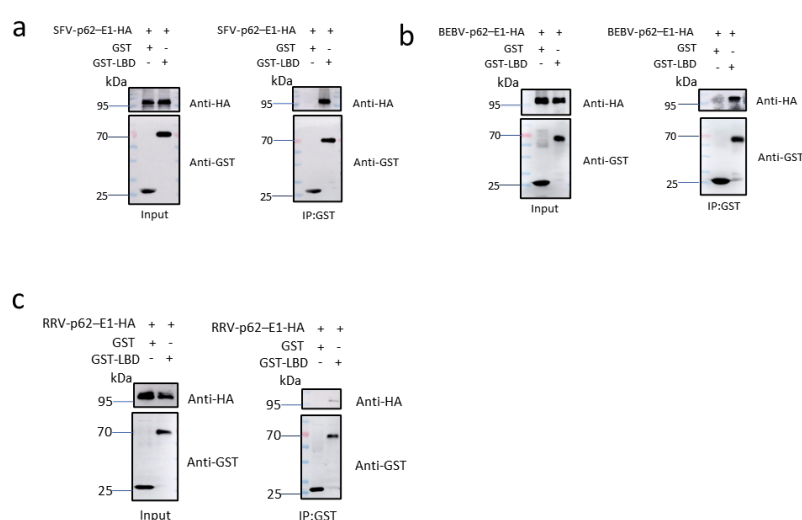 a
SFV-p62–E1-HA + +
GST + -
GST-LBD - +
kDa
95
Anti-HA
70
Anti-GST
25
Input
SFV-p62–E1-HA + +
GST + -
GST-LBD - +
kDa
95
Anti-HA
70
Anti-GST
25
IP:GST
b
BEBV-p62–E1-HA + +
GST + -
GST-LBD - +
kDa
95
Anti-HA
70
Anti-GST
25
Input
BEBV-p62–E1-HA + +
GST + -
GST-LBD - +
kDa
95
Anti-HA
70
Anti-GST
25
IP:GST
c
RRV-p62–E1-HA + +
GST + -
GST-LBD - +
kDa
95
Anti-HA
70
Anti-GST
25
Input
RRV-p62–E1-HA + +
GST + -
GST-LBD - +
kDa
95
Anti-HA
70
Anti-GST
25
IP:GST